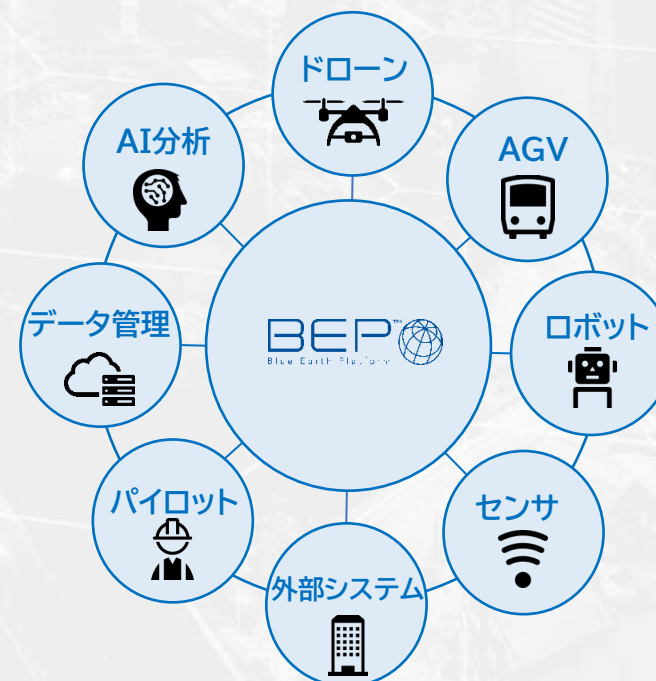 ドローン
AGV
ロボット
センサ
外部システム
パイロット
データ管理
AI分析
BEP™
Blue Earth Platform